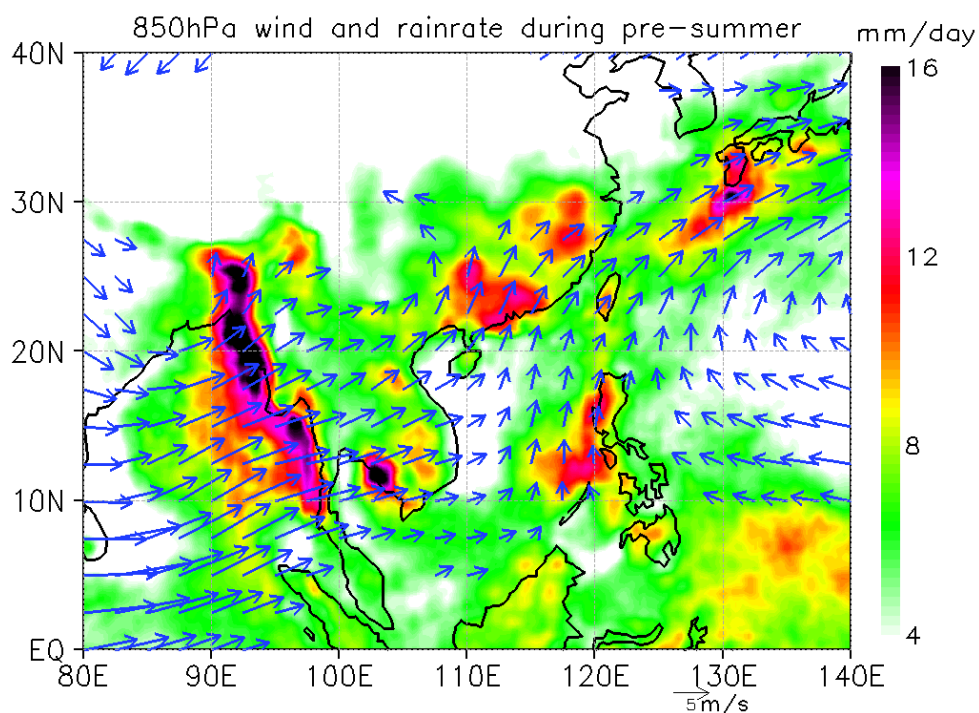 850hPa wind and rainrate during pre-summer
mm/day
40N
30N
20N
10N
EQ
80E 90E 100E 110E 120E 130E 140E
16
12
8
4
5m/s